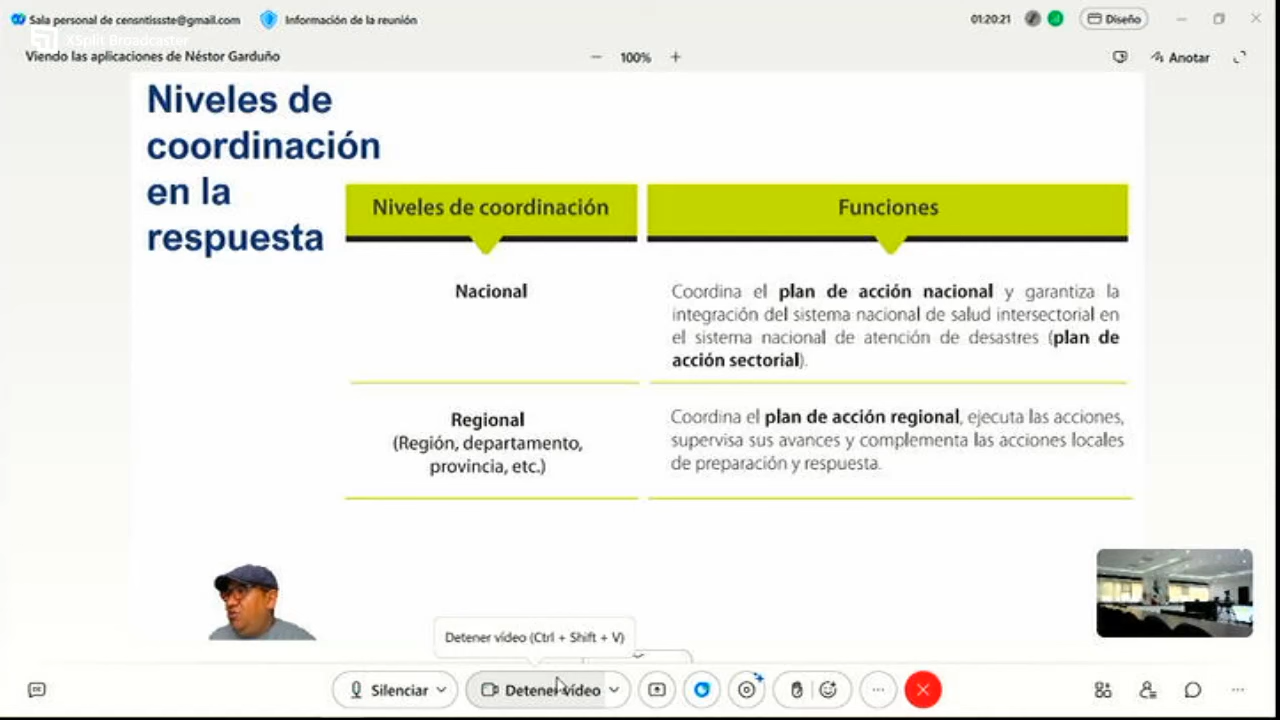 Sala personal de censntissste@gmail.com
Información de la reunión
01:20:21
Diseño
XSplit Broadcaster
Viendo las aplicaciones de Néstor Garduño
100%
Anotar
Niveles de
coordinación
en la
respuesta
Niveles de coordinación
Funciones
Nacional
Coordina el plan de acción nacional y garantiza la
integración del sistema nacional de salud intersectorial en
el sistema nacional de atención de desastres (plan de
acción sectorial).
Regional
(Región, departamento,
provincia, etc.)
Coordina el plan de acción regional, ejecuta las acciones,
supervisa sus avances y complementa las acciones locales
de preparación y respuesta.
Detener vídeo (Ctrl + Shift + V)
Silenciar
Detener vídeo